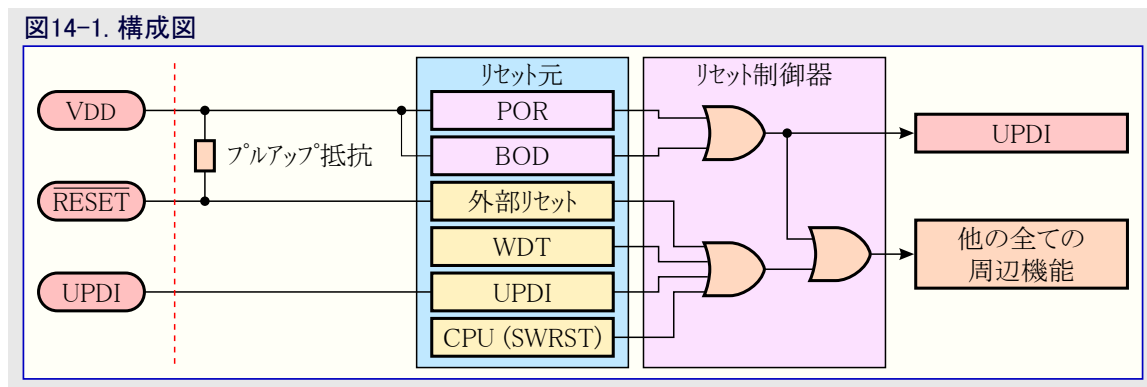 図14-1. 構成図
リセット元
リセット制御器
VDD
POR
UPDI
プルアップ抵抗
BOD
RESET
外部リセット
WDT
他の全ての
周辺機能
UPDI
UPDI
CPU (SWRST)